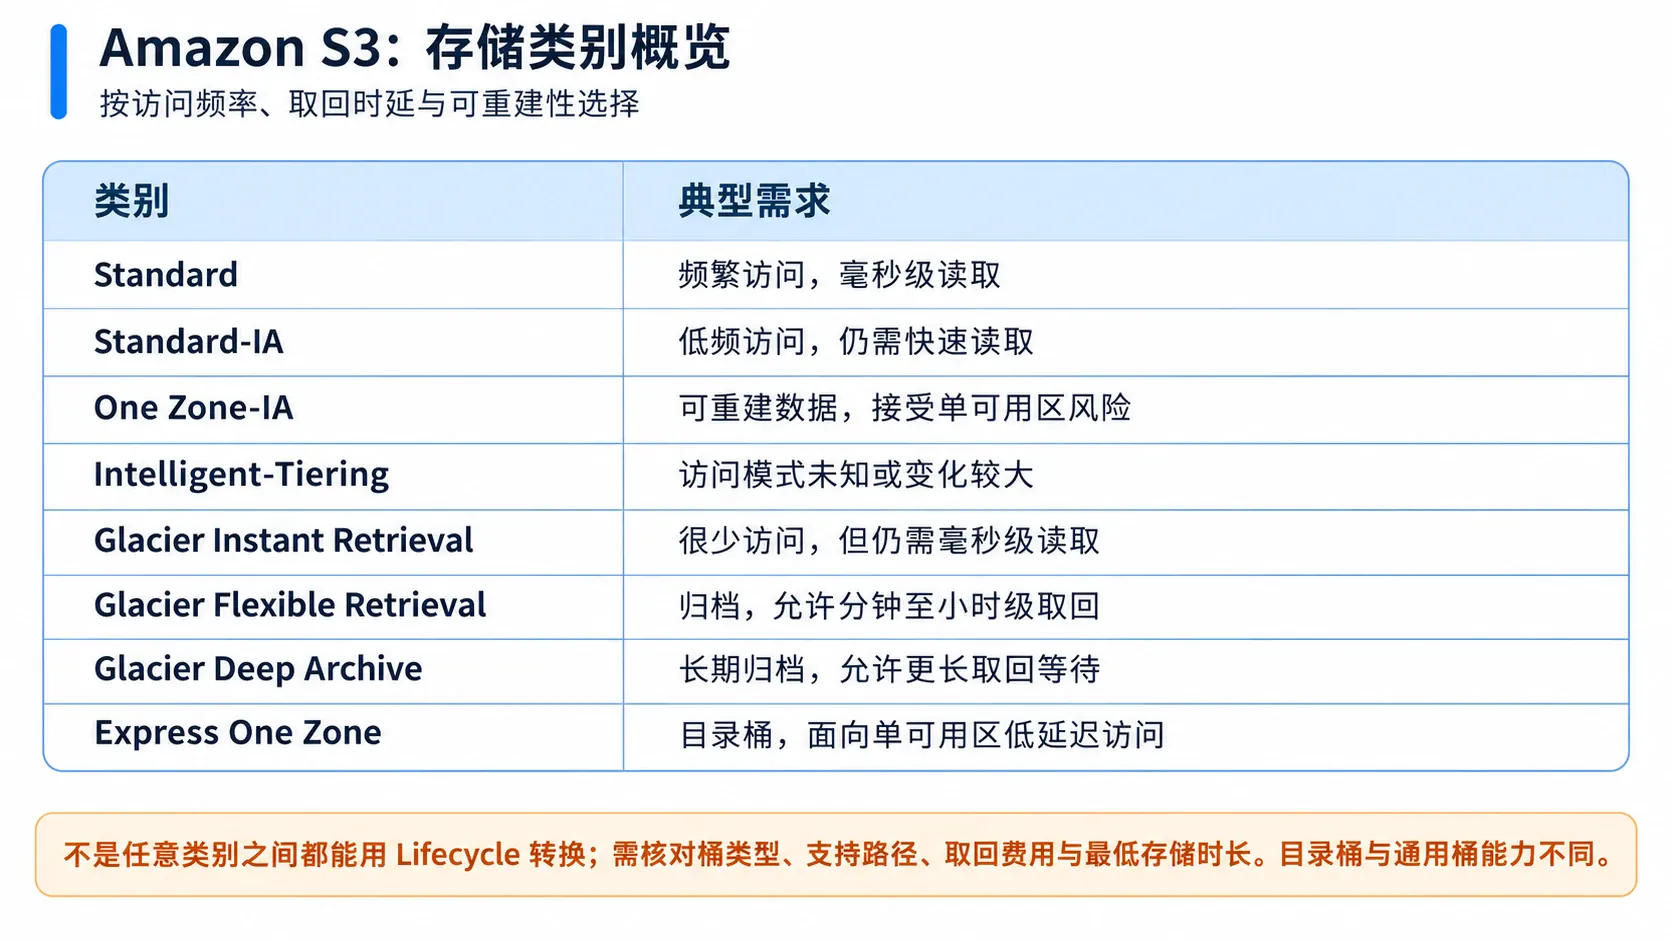 Amazon S3：存储类别概览
按访问频率、取回时延与可重建性选择
类别 典型需求
Standard 频繁访问，毫秒级读取
Standard-IA 低频访问，仍需快速读取
One Zone-IA 可重建数据，接受单可用区风险
Intelligent-Tiering 访问模式未知或变化较大
Glacier Instant Retrieval 很少访问，但仍需毫秒级读取
Glacier Flexible Retrieval 归档，允许分钟至小时级取回
Glacier Deep Archive 长期归档，允许更长取回等待
Express One Zone 目录桶，面向单可用区低延迟访问
不是任意类别之间都能用 Lifecycle 转换；需核对桶类型、支持路径、取回费用与最低存储时长。目录桶与通用桶能力不同。